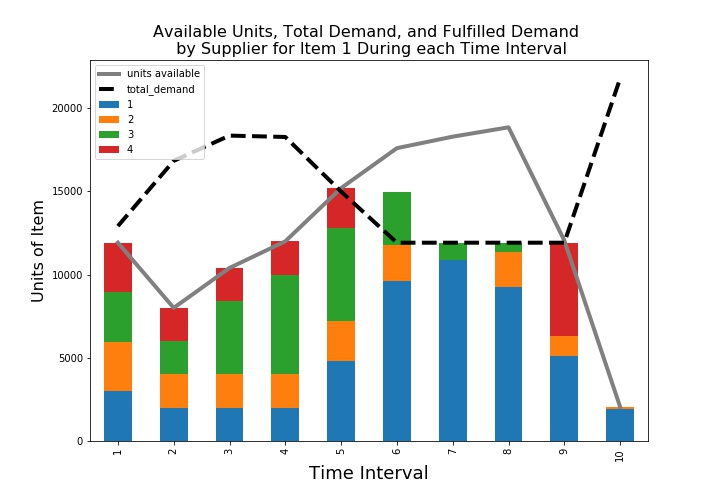 Available Units, Total Demand, and Fulfilled Demand
by Supplier for Item 1 During each Time Interval
units available
total_demand
1
2
3
4
Units of Item
20000
15000
10000
5000
0
1 2 3 4 5 6 7 8 9 10
Time Interval